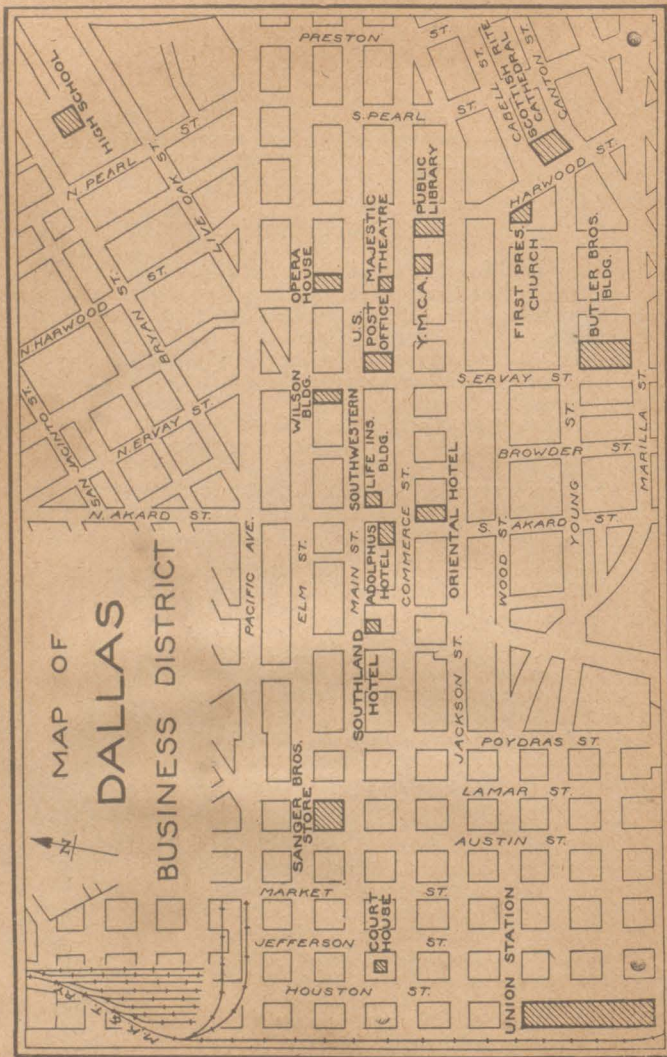 MAP OF
DALLAS
BUSINESS DISTRICT
N
M.K.& T. RY.
HIGH SCHOOL
N. PEARL ST.
LIVE OAK ST.
N. HARWOOD ST.
BRYAN ST.
SAN JACINTO ST.
N. ERVAY ST.
N. AKARD ST.
PACIFIC AVE.
ELM ST.
MAIN ST.
COMMERCE ST.
JACKSON ST.
WOOD ST.
YOUNG ST.
MARILLA ST.
PRESTON ST.
S. PEARL ST.
CABELL ST.
SCOTTISH RITE
CATHEDRAL
CANTON ST.
HARWOOD ST.
S. ERVAY ST.
BROWDER ST.
S. AKARD ST.
POYDRAS ST.
LAMAR ST.
AUSTIN ST.
MARKET ST.
JEFFERSON ST.
HOUSTON ST.
OPERA
HOUSE
MAJESTIC
THEATRE
PUBLIC
LIBRARY
Y.M.C.A.
U.S.
POST
OFFICE
WILSON
BLDG.
SOUTHWESTERN
LIFE INS.
BLDG.
ADOLPHUS
HOTEL
ORIENTAL HOTEL
SOUTHLAND
HOTEL
SANGER BROS.
STORE
COURT
HOUSE
UNION STATION
FIRST PRES.
CHURCH
BUTLER BROS.
BLDG.